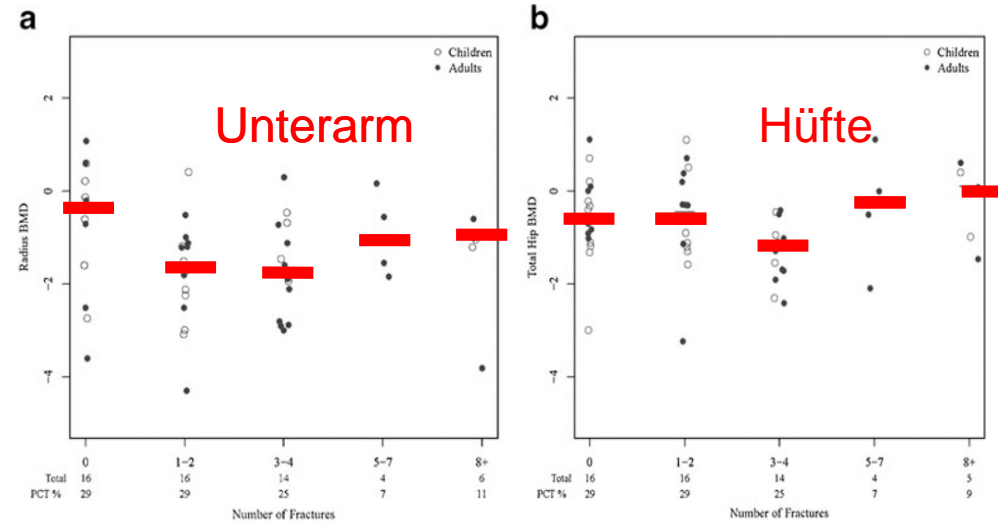 a
Children
Adults
Unterarm
Radius BMD
2
0
−2
−4
0 1−2 3−4 5−7 8+
Total 16 16 14 4 6
PCT % 29 29 25 7 11
Number of Fractures
b
Children
Adults
Hüfte
Total Hip BMD
2
0
−2
−4
0 1−2 3−4 5−7 8+
Total 16 16 14 4 5
PCT % 29 29 25 7 9
Number of Fractures